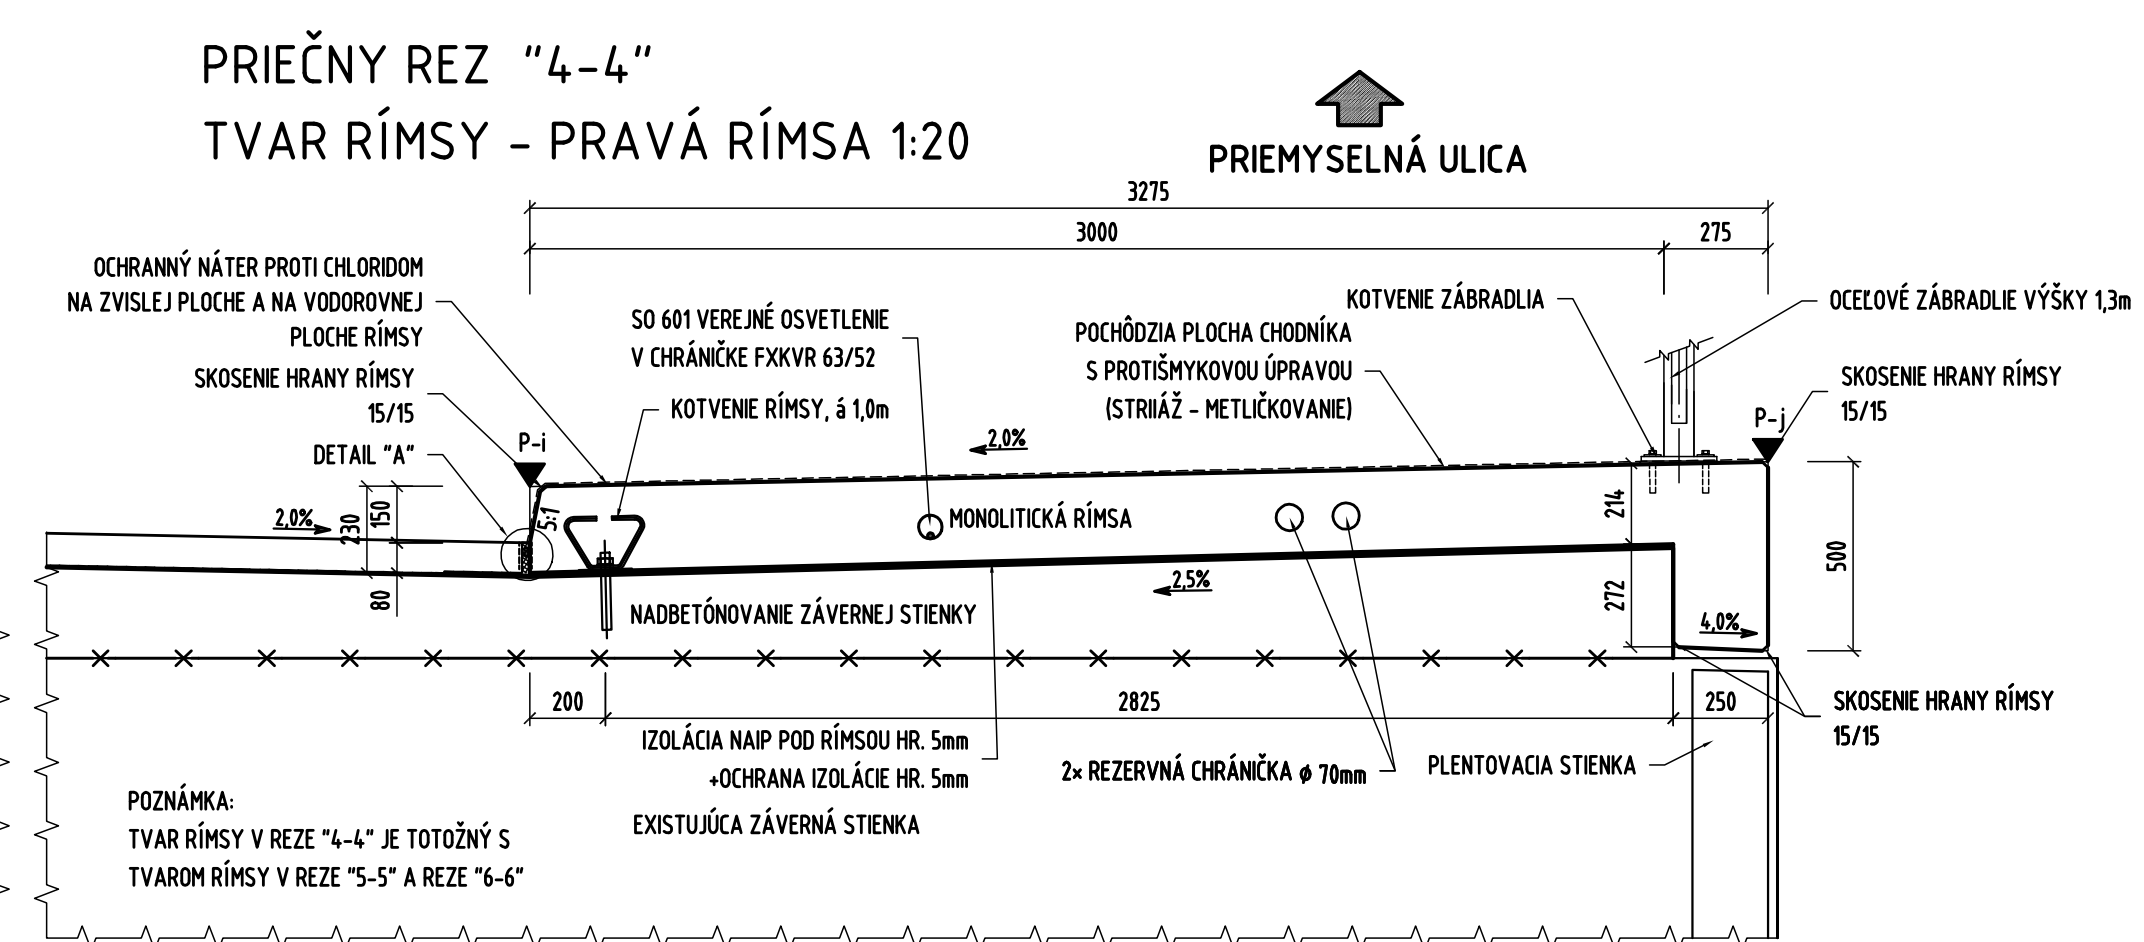 PRIEČNY REZ "4-4"
TVAR RÍMSY - PRAVÁ RÍMSA 1:20
PRIEMYSELNÁ ULICA
3275
3000
275
OCHRANNÝ NÁTER PROTI CHLORIDOM
NA ZVISLEJ PLOCHE A NA VODOROVNEJ
PLOCHE RÍMSY
SKOSENIE HRANY RÍMSY
15/15
DETAIL "A"
P-i
SO 601 VEREJNÉ OSVETLENIE
V CHRÁNIČKE FXKVR 63/52
KOTVENIE RÍMSY, á 1,0m
KOTVENIE ZÁBRADLIA
POCHÔDZIA PLOCHA CHODNÍKA
S PROTIŠMYKOVOU ÚPRAVOU
(STRIIÁŽ - METLIČKOVANIE)
OCEĽOVÉ ZÁBRADLIE VÝŠKY 1,3m
SKOSENIE HRANY RÍMSY
15/15
P-j
2,0%
2,0%
230
150
80
5:1
MONOLITICKÁ RÍMSA
214
272
500
2,5%
4,0%
NADBETÓNOVANIE ZÁVERNEJ STIENKY
200
2825
250
SKOSENIE HRANY RÍMSY
15/15
IZOLÁCIA NAIP POD RÍMSOU HR. 5mm
+OCHRANA IZOLÁCIE HR. 5mm
2× REZERVNÁ CHRÁNIČKA ϕ 70mm
PLENTOVACIA STIENKA
EXISTUJÚCA ZÁVERNÁ STIENKA
POZNÁMKA:
TVAR RÍMSY V REZE "4-4" JE TOTOŽNÝ S
TVAROM RÍMSY V REZE "5-5" A REZE "6-6"